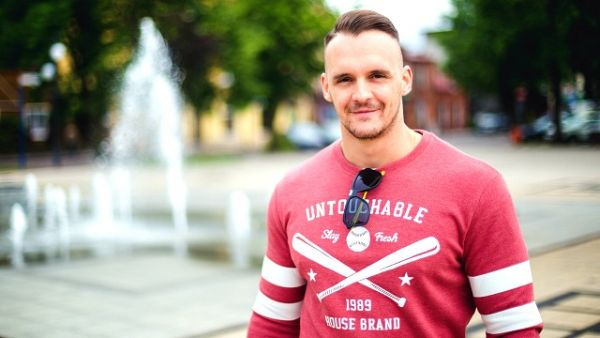 UNTOUCHABLE
Stay Fresh
1989
HOUSE BRAND